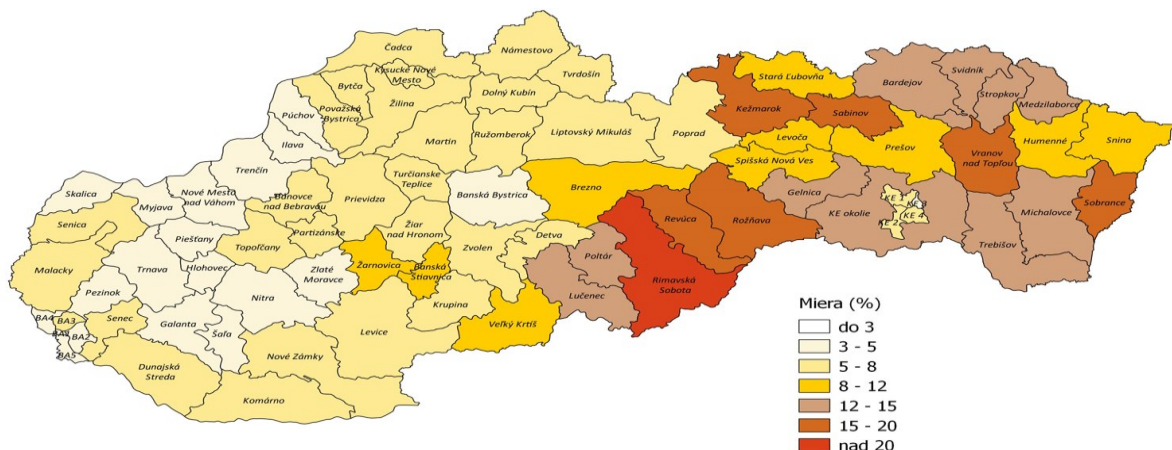 Čadca
Námestovo
Kysucké Nové
Mesto
Tvrdošín
Bytča
Dolný Kubín
Považská
Bystrica
Žilina
Púchov
Ilava
Martin
Ružomberok
Liptovský Mikuláš
Poprad
Stará Ľubovňa
Kežmarok
Sabinov
Bardejov
Svidník
Stropkov
Medzilaborce
Levoča
Prešov
Vranov
nad Topľou
Humenné
Snina
Spišská Nová Ves
Trenčín
Turčianske
Teplice
Banská Bystrica
Brezno
Gelnica
KE 1
KE 3
KE 4
KE 2
KE okolie
Michalovce
Sobrance
Trebišov
Skalica
Myjava
Nové Mesto
nad Váhom
Bánovce
nad Bebravou
Prievidza
Revúca
Rožňava
Senica
Piešťany
Topoľčany
Partizánske
Žiar
nad Hronom
Zvolen
Detva
Poltár
Rimavská
Sobota
Malacky
Trnava
Hlohovec
Zlaté
Moravce
Žarnovica
Banská
Štiavnica
Lučenec
Pezinok
Nitra
Krupina
Veľký Krtíš
BA4
BA3
BA2
BA5
Senec
Galanta
Šaľa
Levice
Dunajská
Streda
Nové Zámky
Komárno
Miera (%)
do 3
3 - 5
5 - 8
8 - 12
12 - 15
15 - 20
nad 20